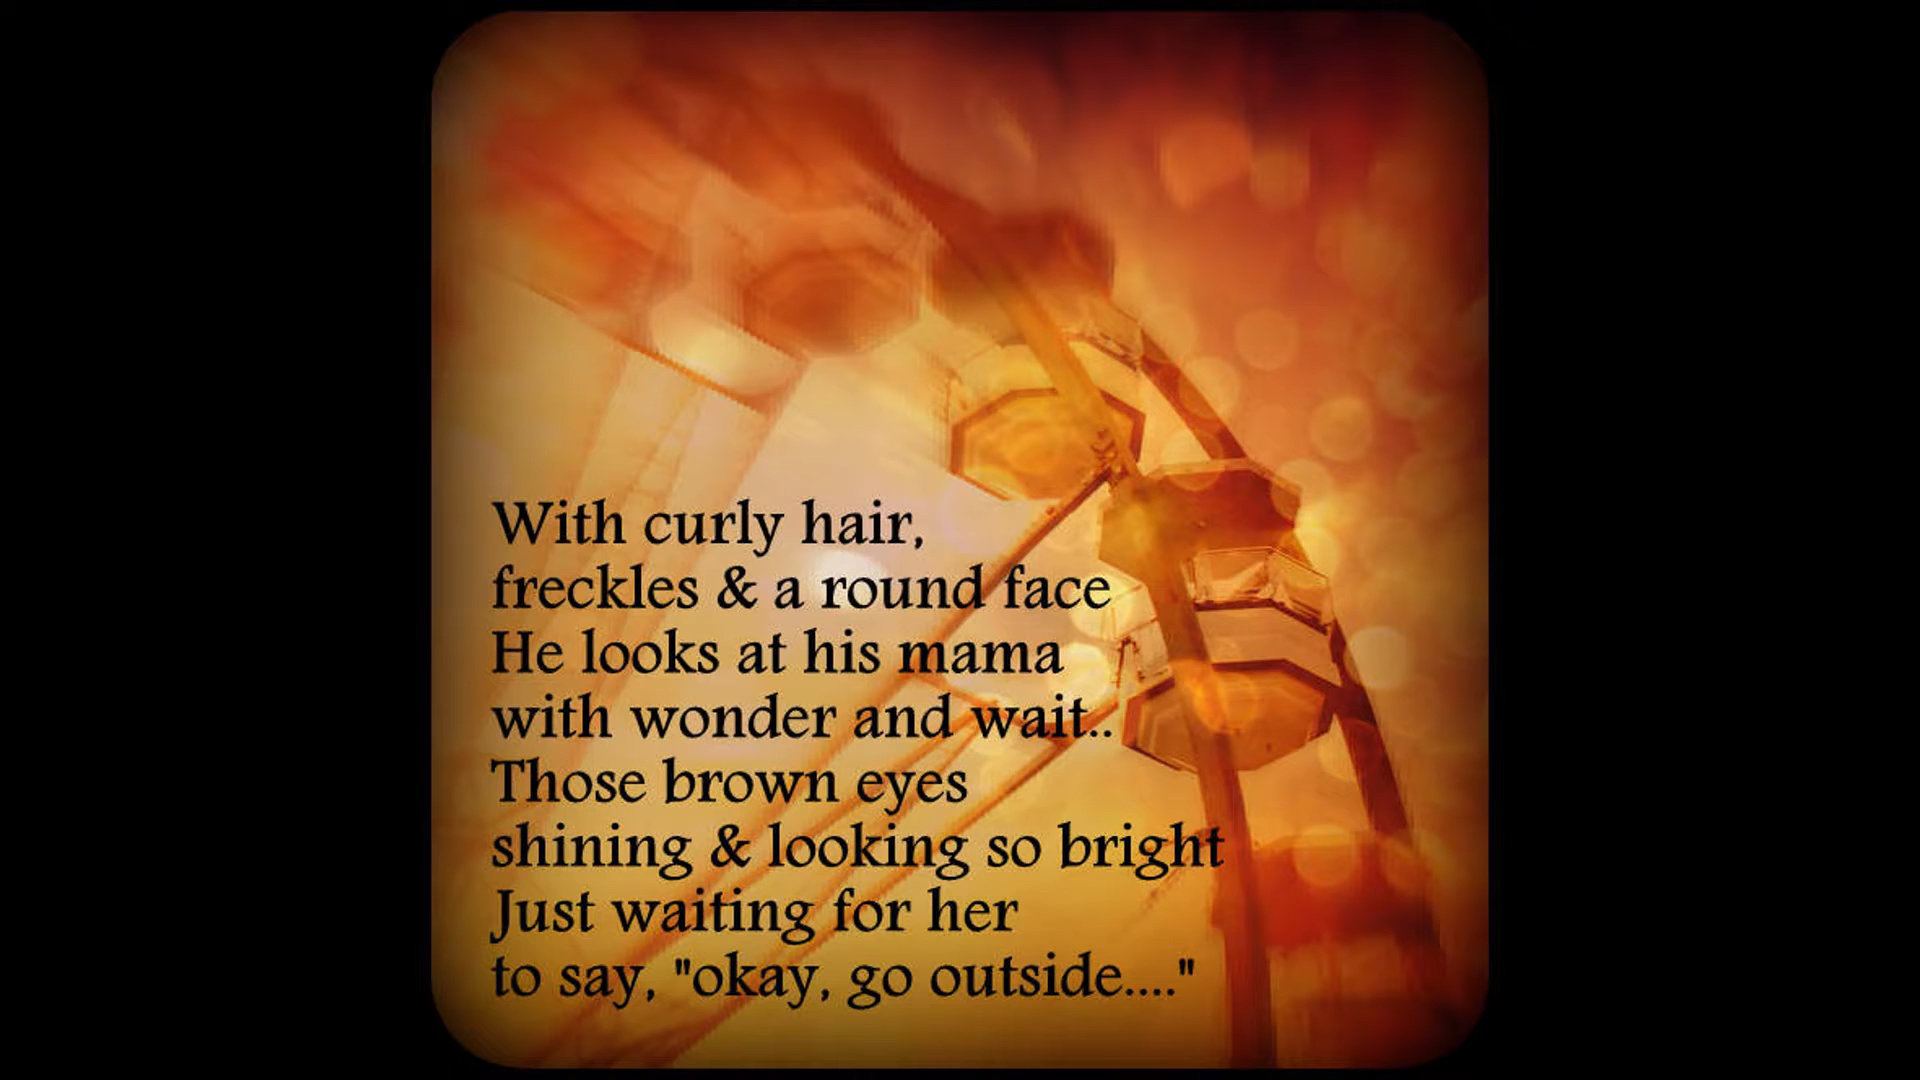 With curly hair,
freckles & a round face
He looks at his mama
with wonder and wait..
Those brown eyes
shining & looking so bright
Just waiting for her
to say, "okay, go outside...."